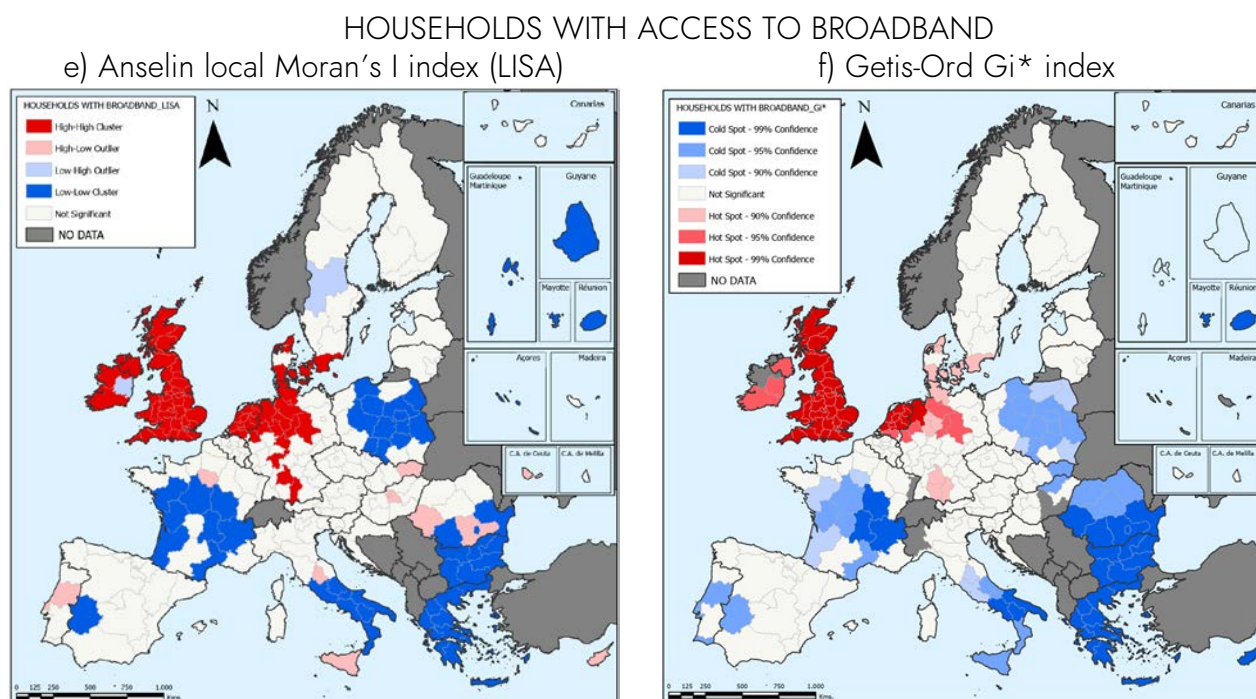 HOUSEHOLDS WITH ACCESS TO BROADBAND
e) Anselin local Moran's I index (LISA)
HOUSEHOLDS WITH BROADBAND_LISA
High-High Cluster
High-Low Outlier
Low-High Outlier
Low-Low Cluster
Not Significant
NO DATA
N
Canarias
Guadeloupe
Martinique
Guyane
Mayotte
Réunion
Açores
Madeira
C.A. de Ceuta
C.A. de Melilla
0 125 250 500 750 1.000
Kms.
f) Getis-Ord Gi* index
HOUSEHOLDS WITH BROADBAND_Gi*
Cold Spot - 99% Confidence
Cold Spot - 95% Confidence
Cold Spot - 90% Confidence
Not Significant
Hot Spot - 90% Confidence
Hot Spot - 95% Confidence
Hot Spot - 99% Confidence
NO DATA
N
Canarias
Guadeloupe
Martinique
Guyane
Mayotte
Réunion
Açores
Madeira
C.A. de Ceuta
C.A. de Melilla
0 125 250 500 750 1.000
Kms.